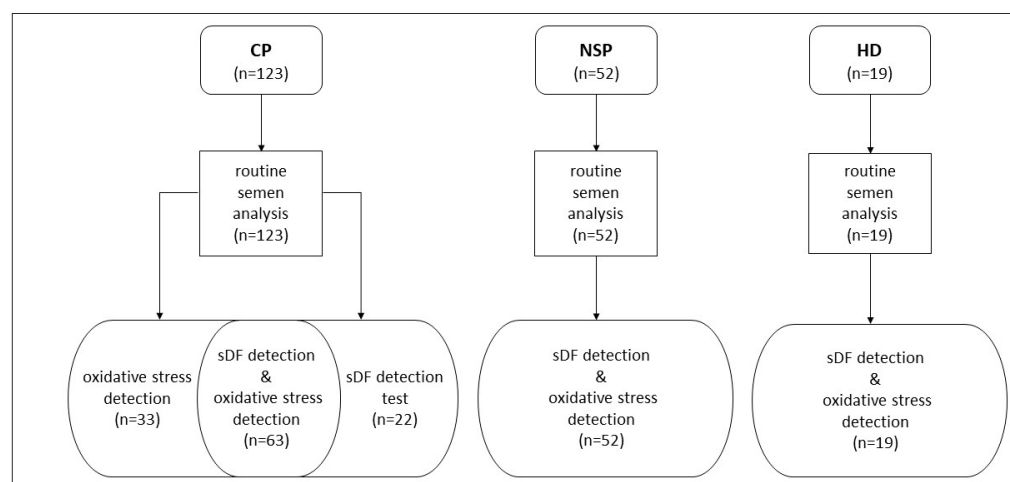 CP
(n=123)
routine
semen
analysis
(n=123)
oxidative stress
detection
(n=33)
sDF detection
&
oxidative stress
detection
(n=63)
sDF detection
test
(n=22)
NSP
(n=52)
routine
semen
analysis
(n=52)
sDF detection
&
oxidative stress
detection
(n=52)
HD
(n=19)
routine
semen
analysis
(n=19)
sDF detection
&
oxidative stress
detection
(n=19)